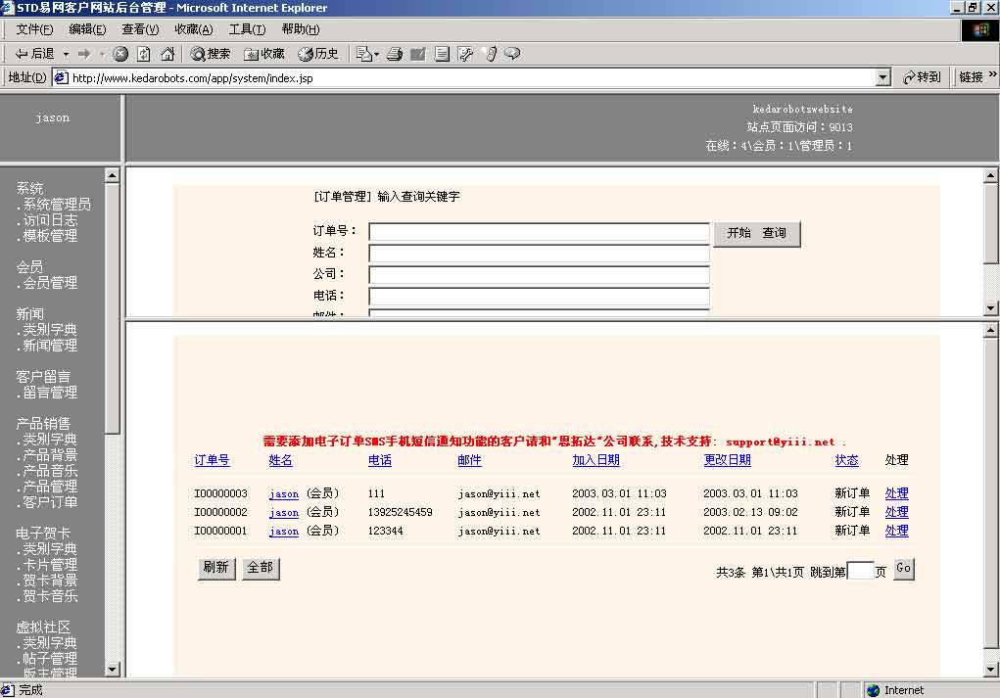 STD易网客户网站后台管理 - Microsoft Internet Explorer
文件(F) 编辑(E) 查看(V) 收藏(A) 工具(T) 帮助(H)
后退 搜索 收藏 历史
地址(D) http://www.kedarobots.com/app/system/index.jsp 转到 链接 »
jason
kedarobotswebsite
站点页面访问：9013
在线：4\会员：1\管理员：1
系统
.系统管理员
.访问日志
.模板管理
会员
.会员管理
新闻
.类别字典
.新闻管理
客户留言
.留言管理
产品销售
.类别字典
.产品背景
.产品音乐
.产品管理
.客户订单
电子贺卡
.类别字典
.卡片管理
.贺卡背景
.贺卡音乐
虚拟社区
.类别字典
.帖子管理
.版主管理
[订单管理] 输入查询关键字
订单号： 开始 查询
姓名：
公司：
电话：
邮件：
需要添加电子订单SMS手机短信通知功能的客户请和"思拓达"公司联系,技术支持: support@yiii.net .
订单号 姓名 电话 邮件 加入日期 更改日期 状态 处理
I00000003 jason (会员) 111 jason@yiii.net 2003.03.01 11:03 2003.03.01 11:03 新订单 处理
I00000002 jason (会员) 13925245459 jason@yiii.net 2002.11.01 23:11 2003.02.13 09:02 新订单 处理
I00000001 jason (会员) 123344 jason@yiii.net 2002.11.01 23:11 2002.11.01 23:11 新订单 处理
刷新 全部 共3条 第1\共1页 跳到第 页 Go
完成 Internet